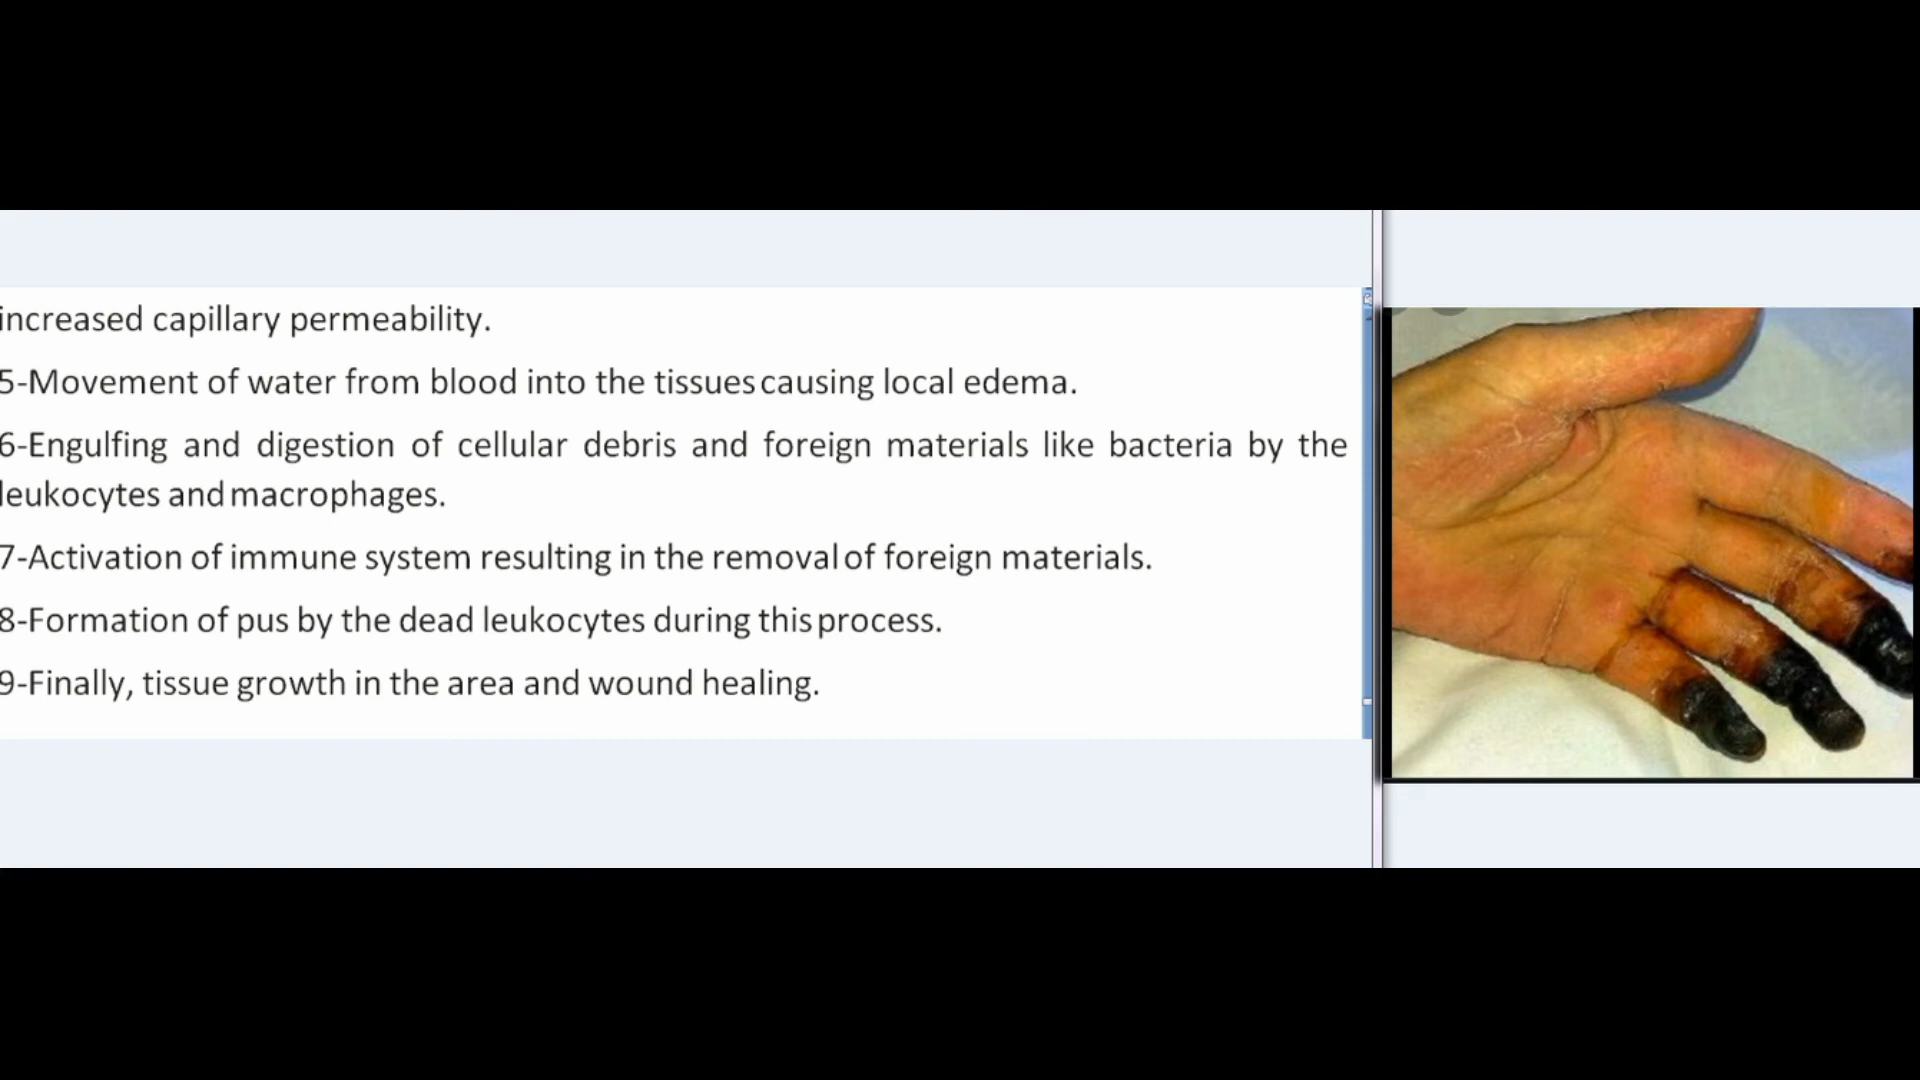 increased capillary permeability.
5-Movement of water from blood into the tissues causing local edema.
6-Engulfing and digestion of cellular debris and foreign materials like bacteria by the
leukocytes and macrophages.
7-Activation of immune system resulting in the removal of foreign materials.
8-Formation of pus by the dead leukocytes during this process.
9-Finally, tissue growth in the area and wound healing.